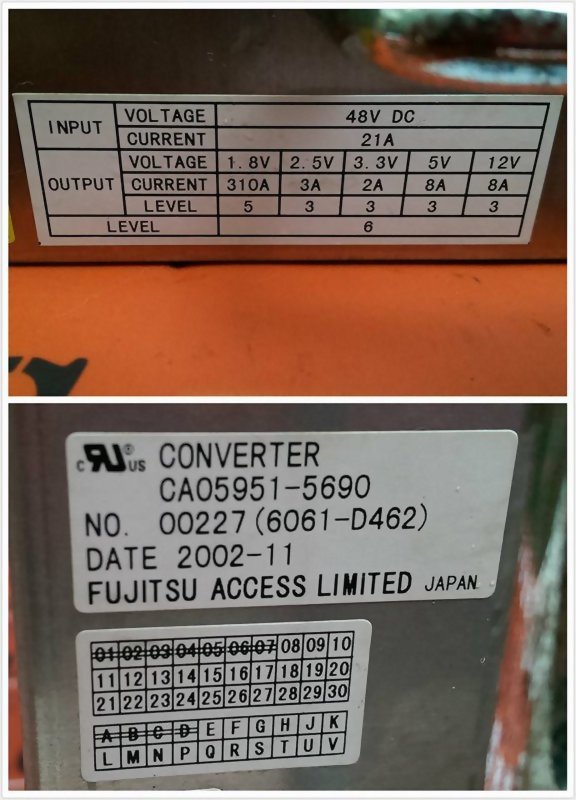 INPUT VOLTAGE 48V DC
CURRENT 21A
OUTPUT VOLTAGE 1.8V 2.5V 3.3V 5V 12V
CURRENT 310A 3A 2A 8A 8A
LEVEL 5 3 3 3 3
LEVEL 6
c RU ® US CONVERTER
CA05951-5690
NO. 00227(6061-D462)
DATE 2002-11
FUJITSU ACCESS LIMITED JAPAN
01 02 03 04 05 06 07 08 09 10
11 12 13 14 15 16 17 18 19 20
21 22 23 24 25 26 27 28 29 30
A B C D E F G H J K
L M N P Q R S T U V